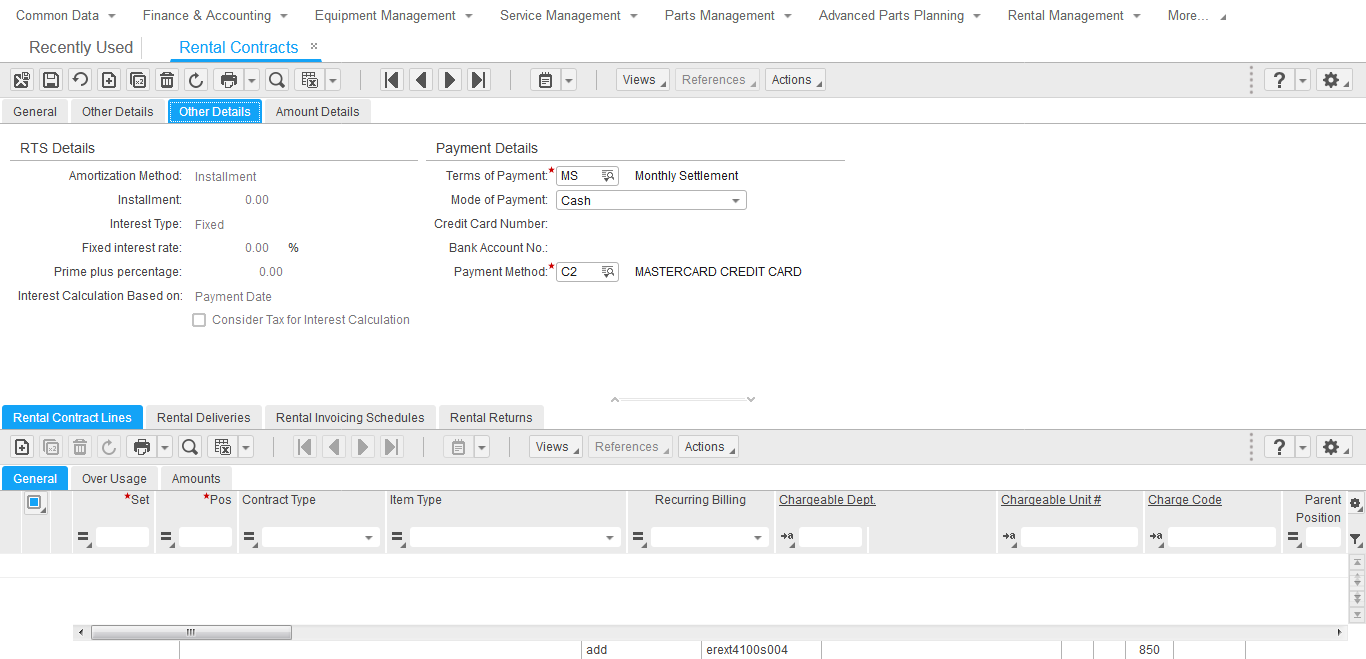 Common Data Finance & Accounting Equipment Management Service Management Parts Management Advanced Parts Planning Rental Management More...
Recently Used Rental Contracts
Views References Actions ?
General Other Details Other Details Amount Details
RTS Details Payment Details
Amortization Method: Installment Terms of Payment:* MS Monthly Settlement
Installment: 0.00 Mode of Payment: Cash
Interest Type: Fixed Credit Card Number:
Fixed interest rate: 0.00 % Bank Account No.:
Prime plus percentage: 0.00 Payment Method:* C2 MASTERCARD CREDIT CARD
Interest Calculation Based on: Payment Date
Consider Tax for Interest Calculation
Rental Contract Lines Rental Deliveries Rental Invoicing Schedules Rental Returns
Views References Actions ?
General Over Usage Amounts
*Set *Pos Contract Type Item Type Recurring Billing Chargeable Dept. Chargeable Unit # Charge Code Parent
Position
add erext4100s004 850